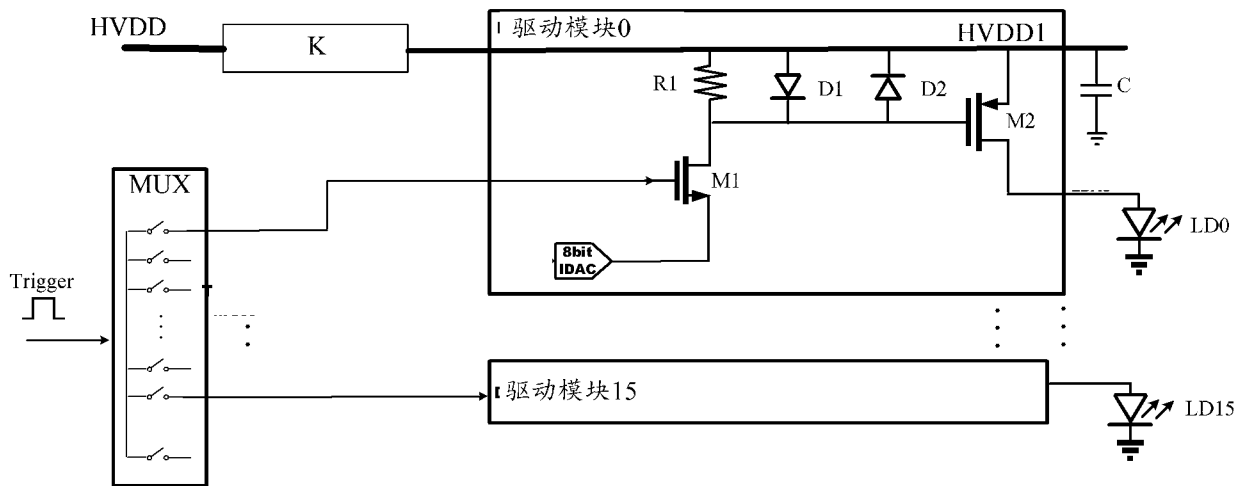 HVDD
K
驱动模块0
HVDD1
R1
D1
D2
M2
C
MUX
M1
8bit
IDAC
LD0
Trigger
驱动模块15
LD15